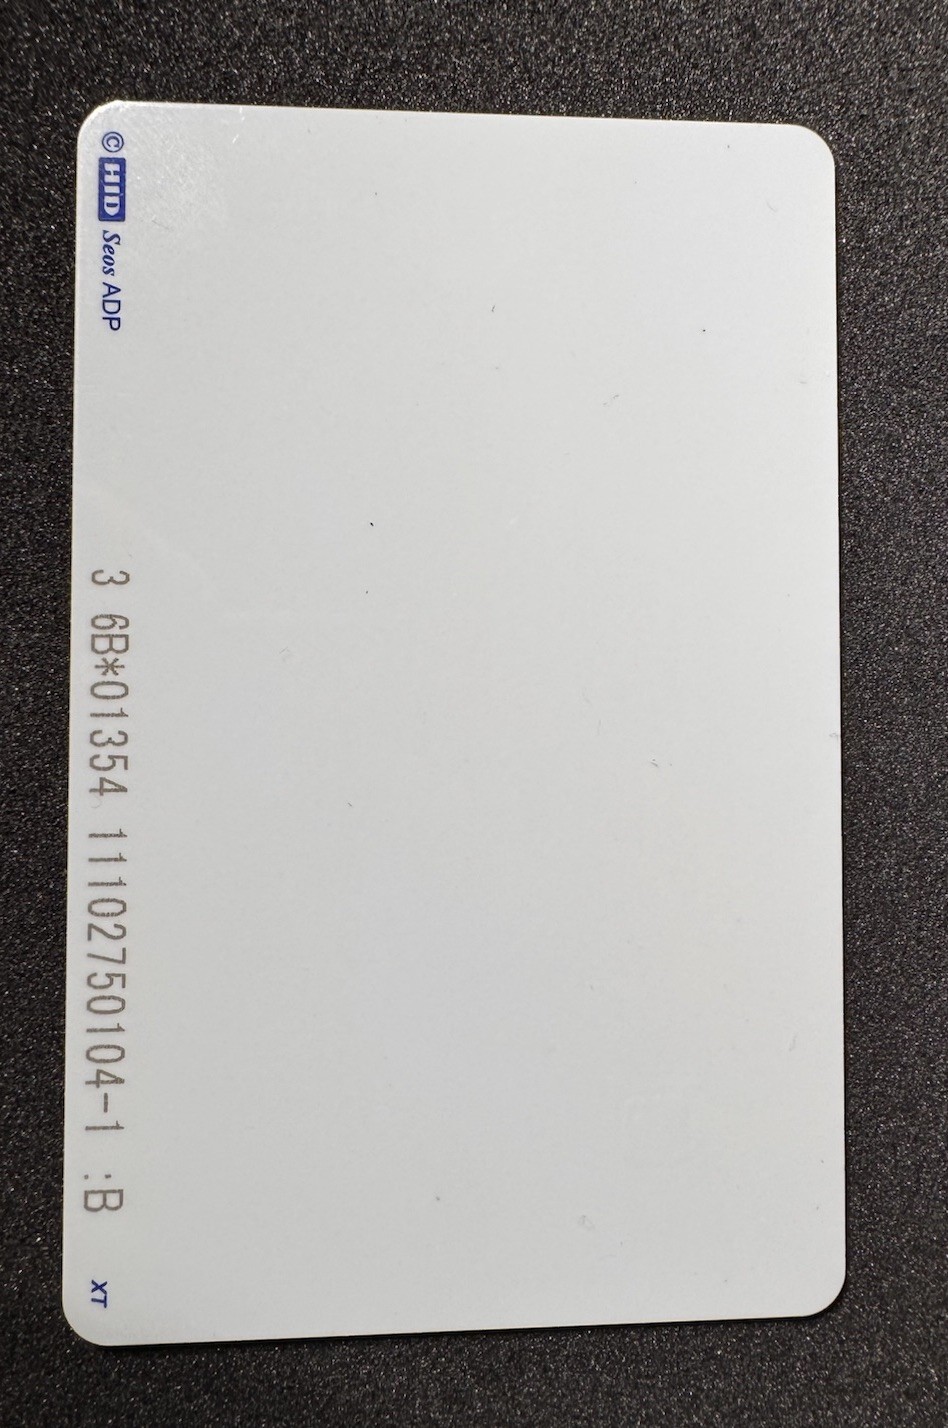 © HID Seos ADP
3 6B*01354 11102750104-1 :B
XT